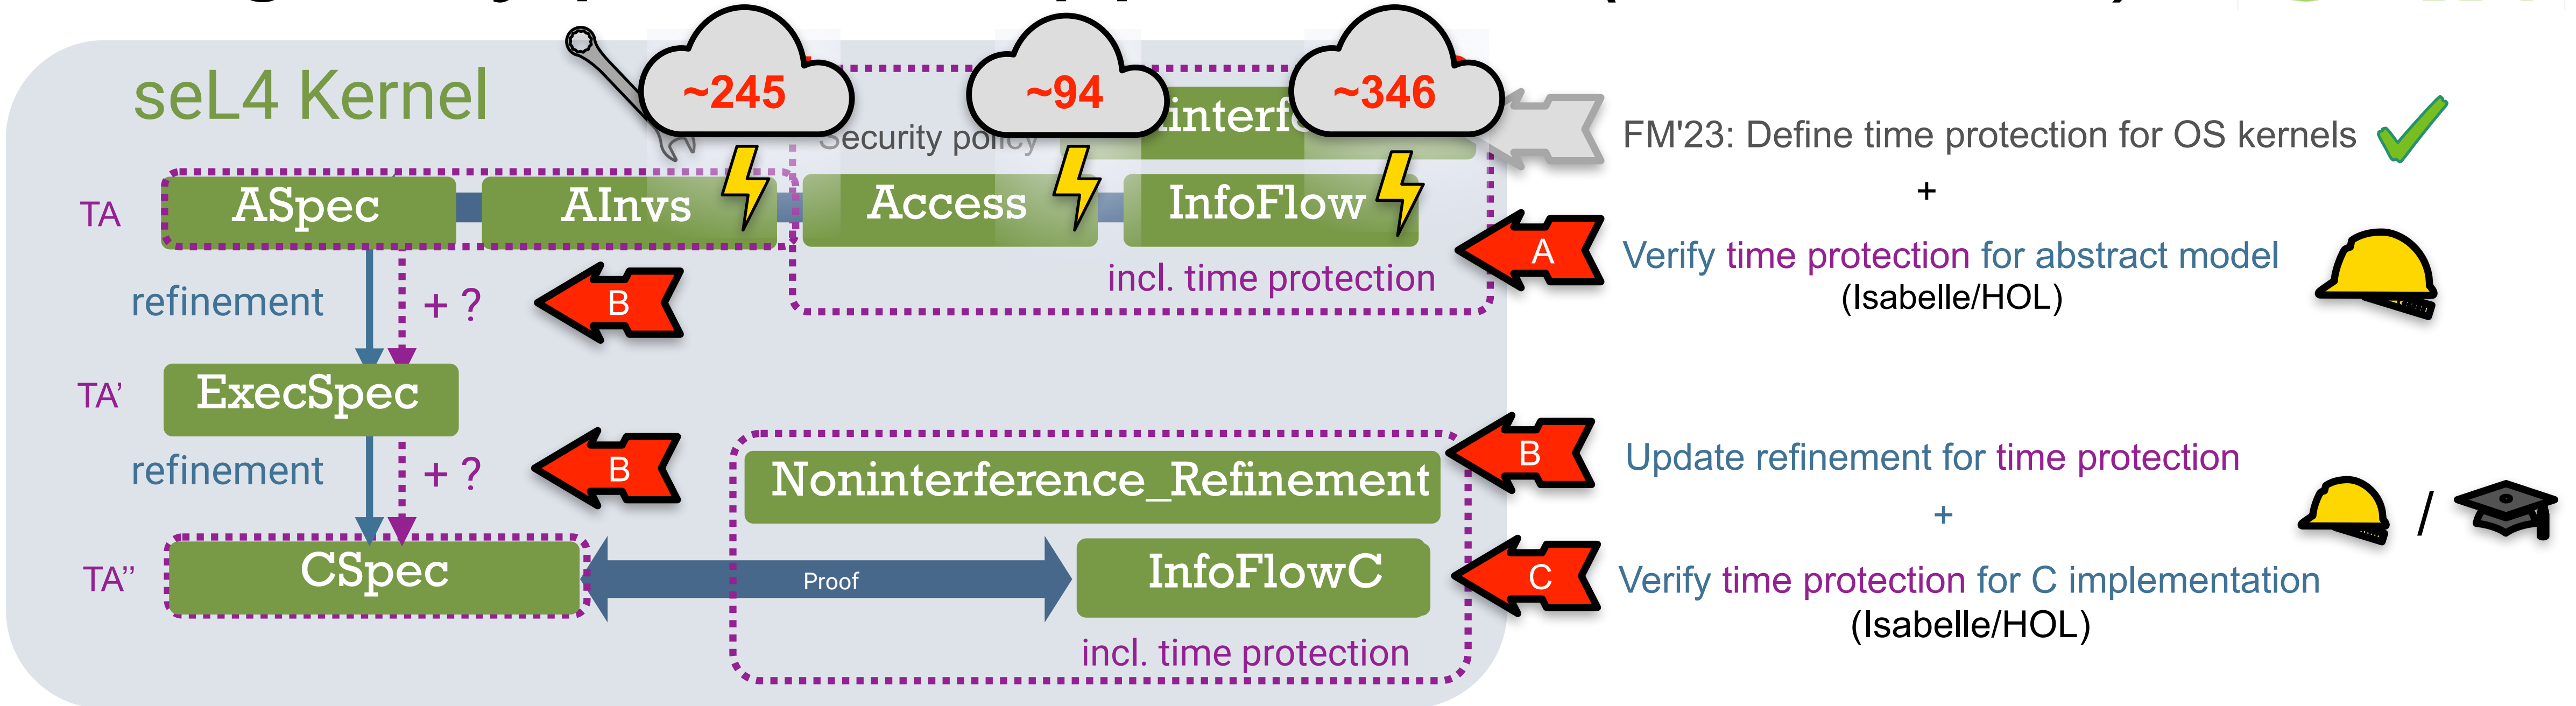 seL4 Kernel
~245
~94
~346
Security policy
FM'23: Define time protection for OS kernels
+
TA
ASpec
AInvs
Access
InfoFlow
A
Verify time protection for abstract model
(Isabelle/HOL)
incl. time protection
refinement
+ ?
B
TA’
ExecSpec
refinement
+ ?
B
Noninterference_Refinement
B
Update refinement for time protection
+
/
TA’’
CSpec
Proof
InfoFlowC
C
Verify time protection for C implementation
(Isabelle/HOL)
incl. time protection